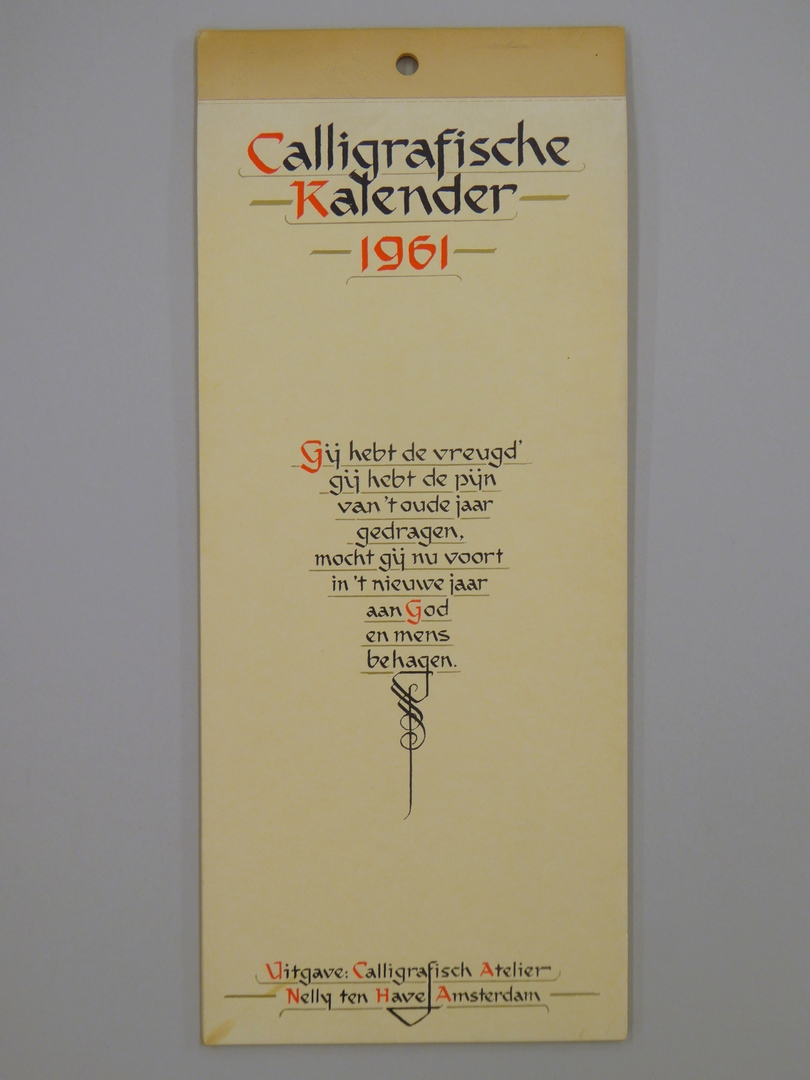 Calligrafische
Kalender
1961
Gij hebt de vreugd'
gij hebt de pijn
van 't oude jaar
gedragen,
mocht gij nu voort
in 't nieuwe jaar
aan God
en mens
behagen.
Uitgave: Calligrafisch Atelier
Nelly ten Have Amsterdam